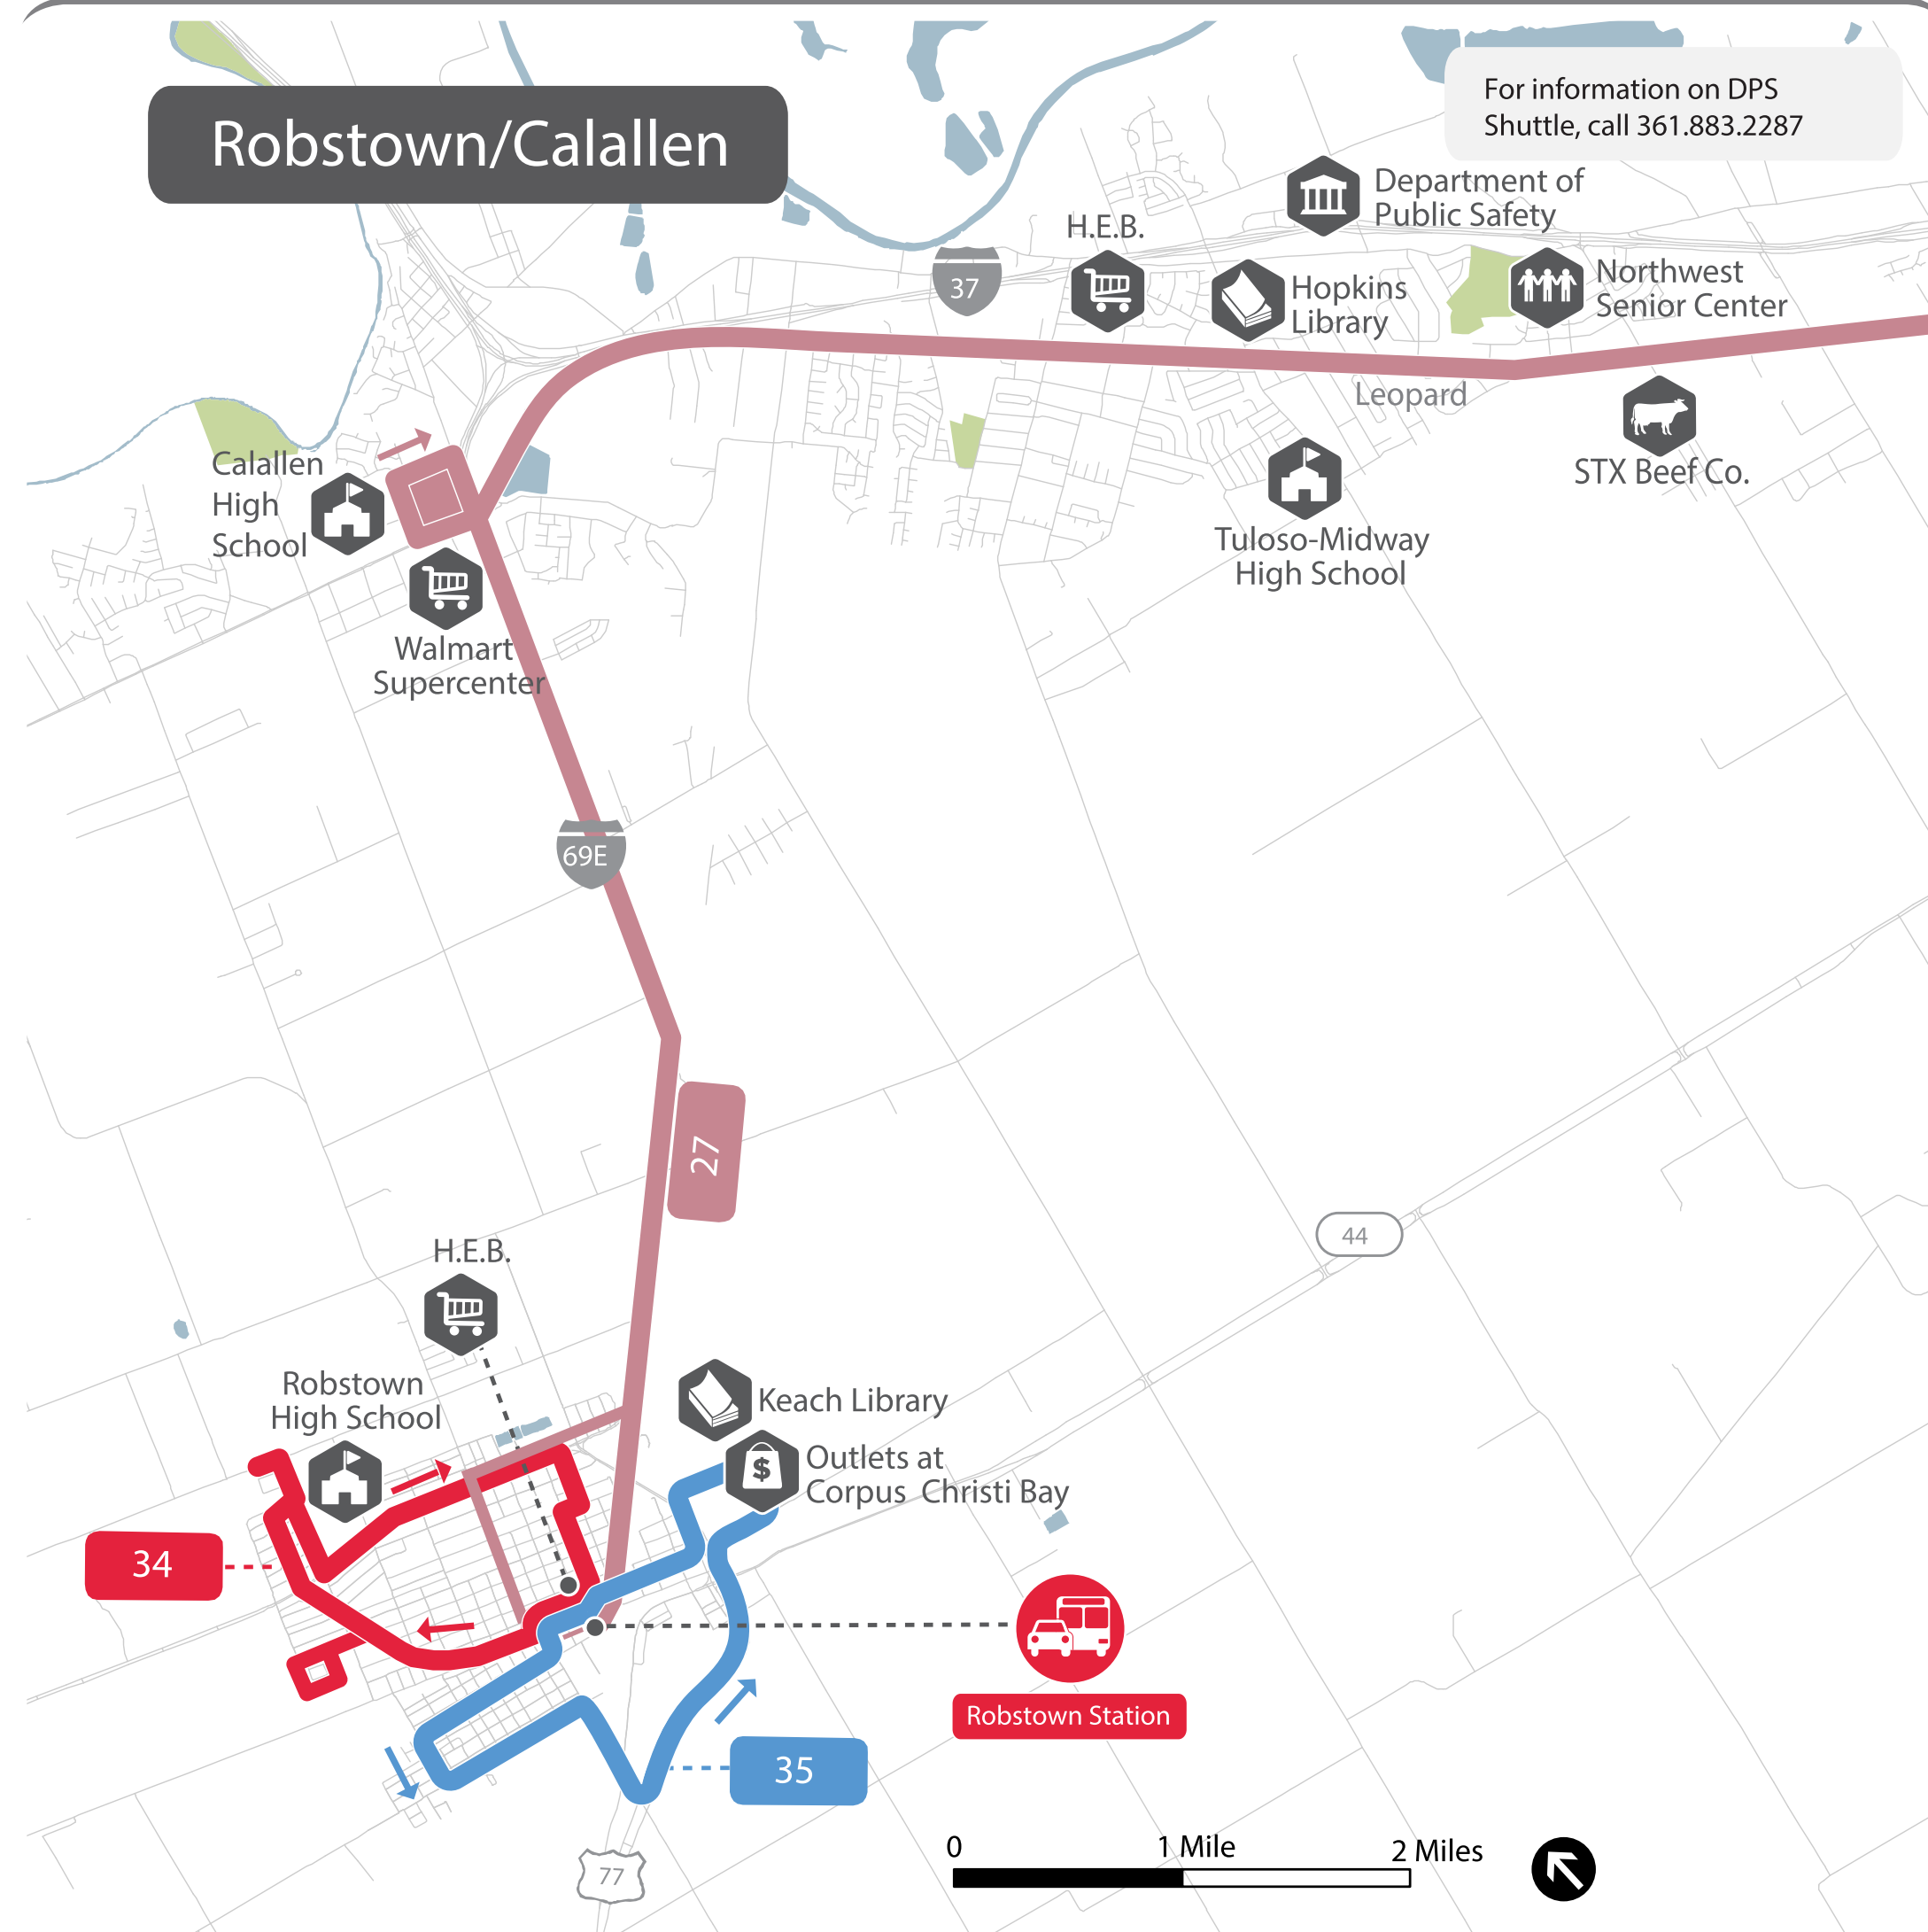 Robstown/Calallen
For information on DPS
Shuttle, call 361.883.2287
Department of
Public Safety
H.E.B.
37
Hopkins
Library
Northwest
Senior Center
Leopard
STX Beef Co.
Calallen
High
School
Tuloso-Midway
High School
Walmart
Supercenter
69E
27
44
H.E.B.
Robstown
High School
Keach Library
Outlets at
Corpus Christi Bay
$
34
Robstown Station
35
77
0
1 Mile
2 Miles